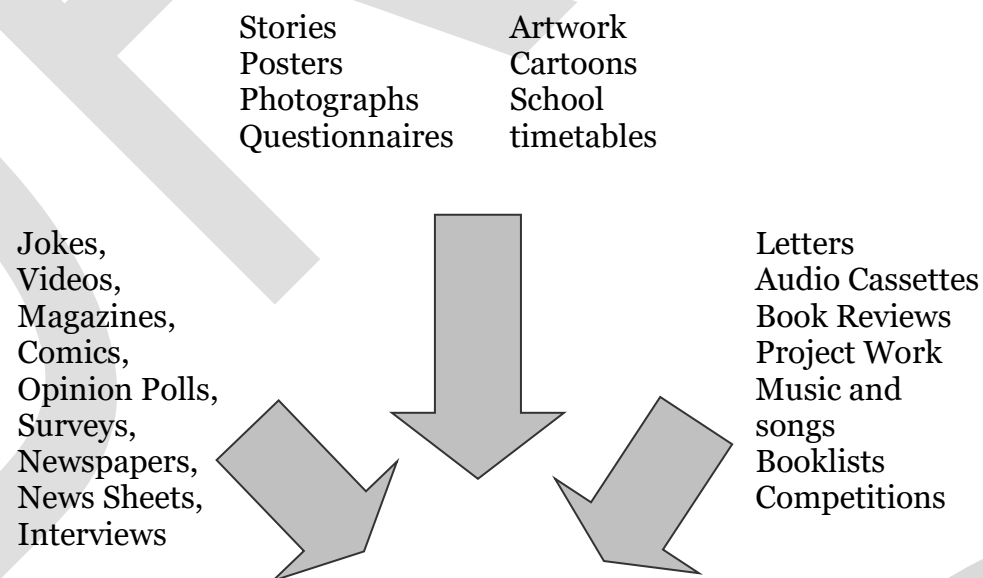 Stories
Posters
Photographs
Questionnaires
Artwork
Cartoons
School
timetables
Jokes,
Videos,
Magazines,
Comics,
Opinion Polls,
Surveys,
Newspapers,
News Sheets,
Interviews
Letters
Audio Cassettes
Book Reviews
Project Work
Music and
songs
Booklists
Competitions